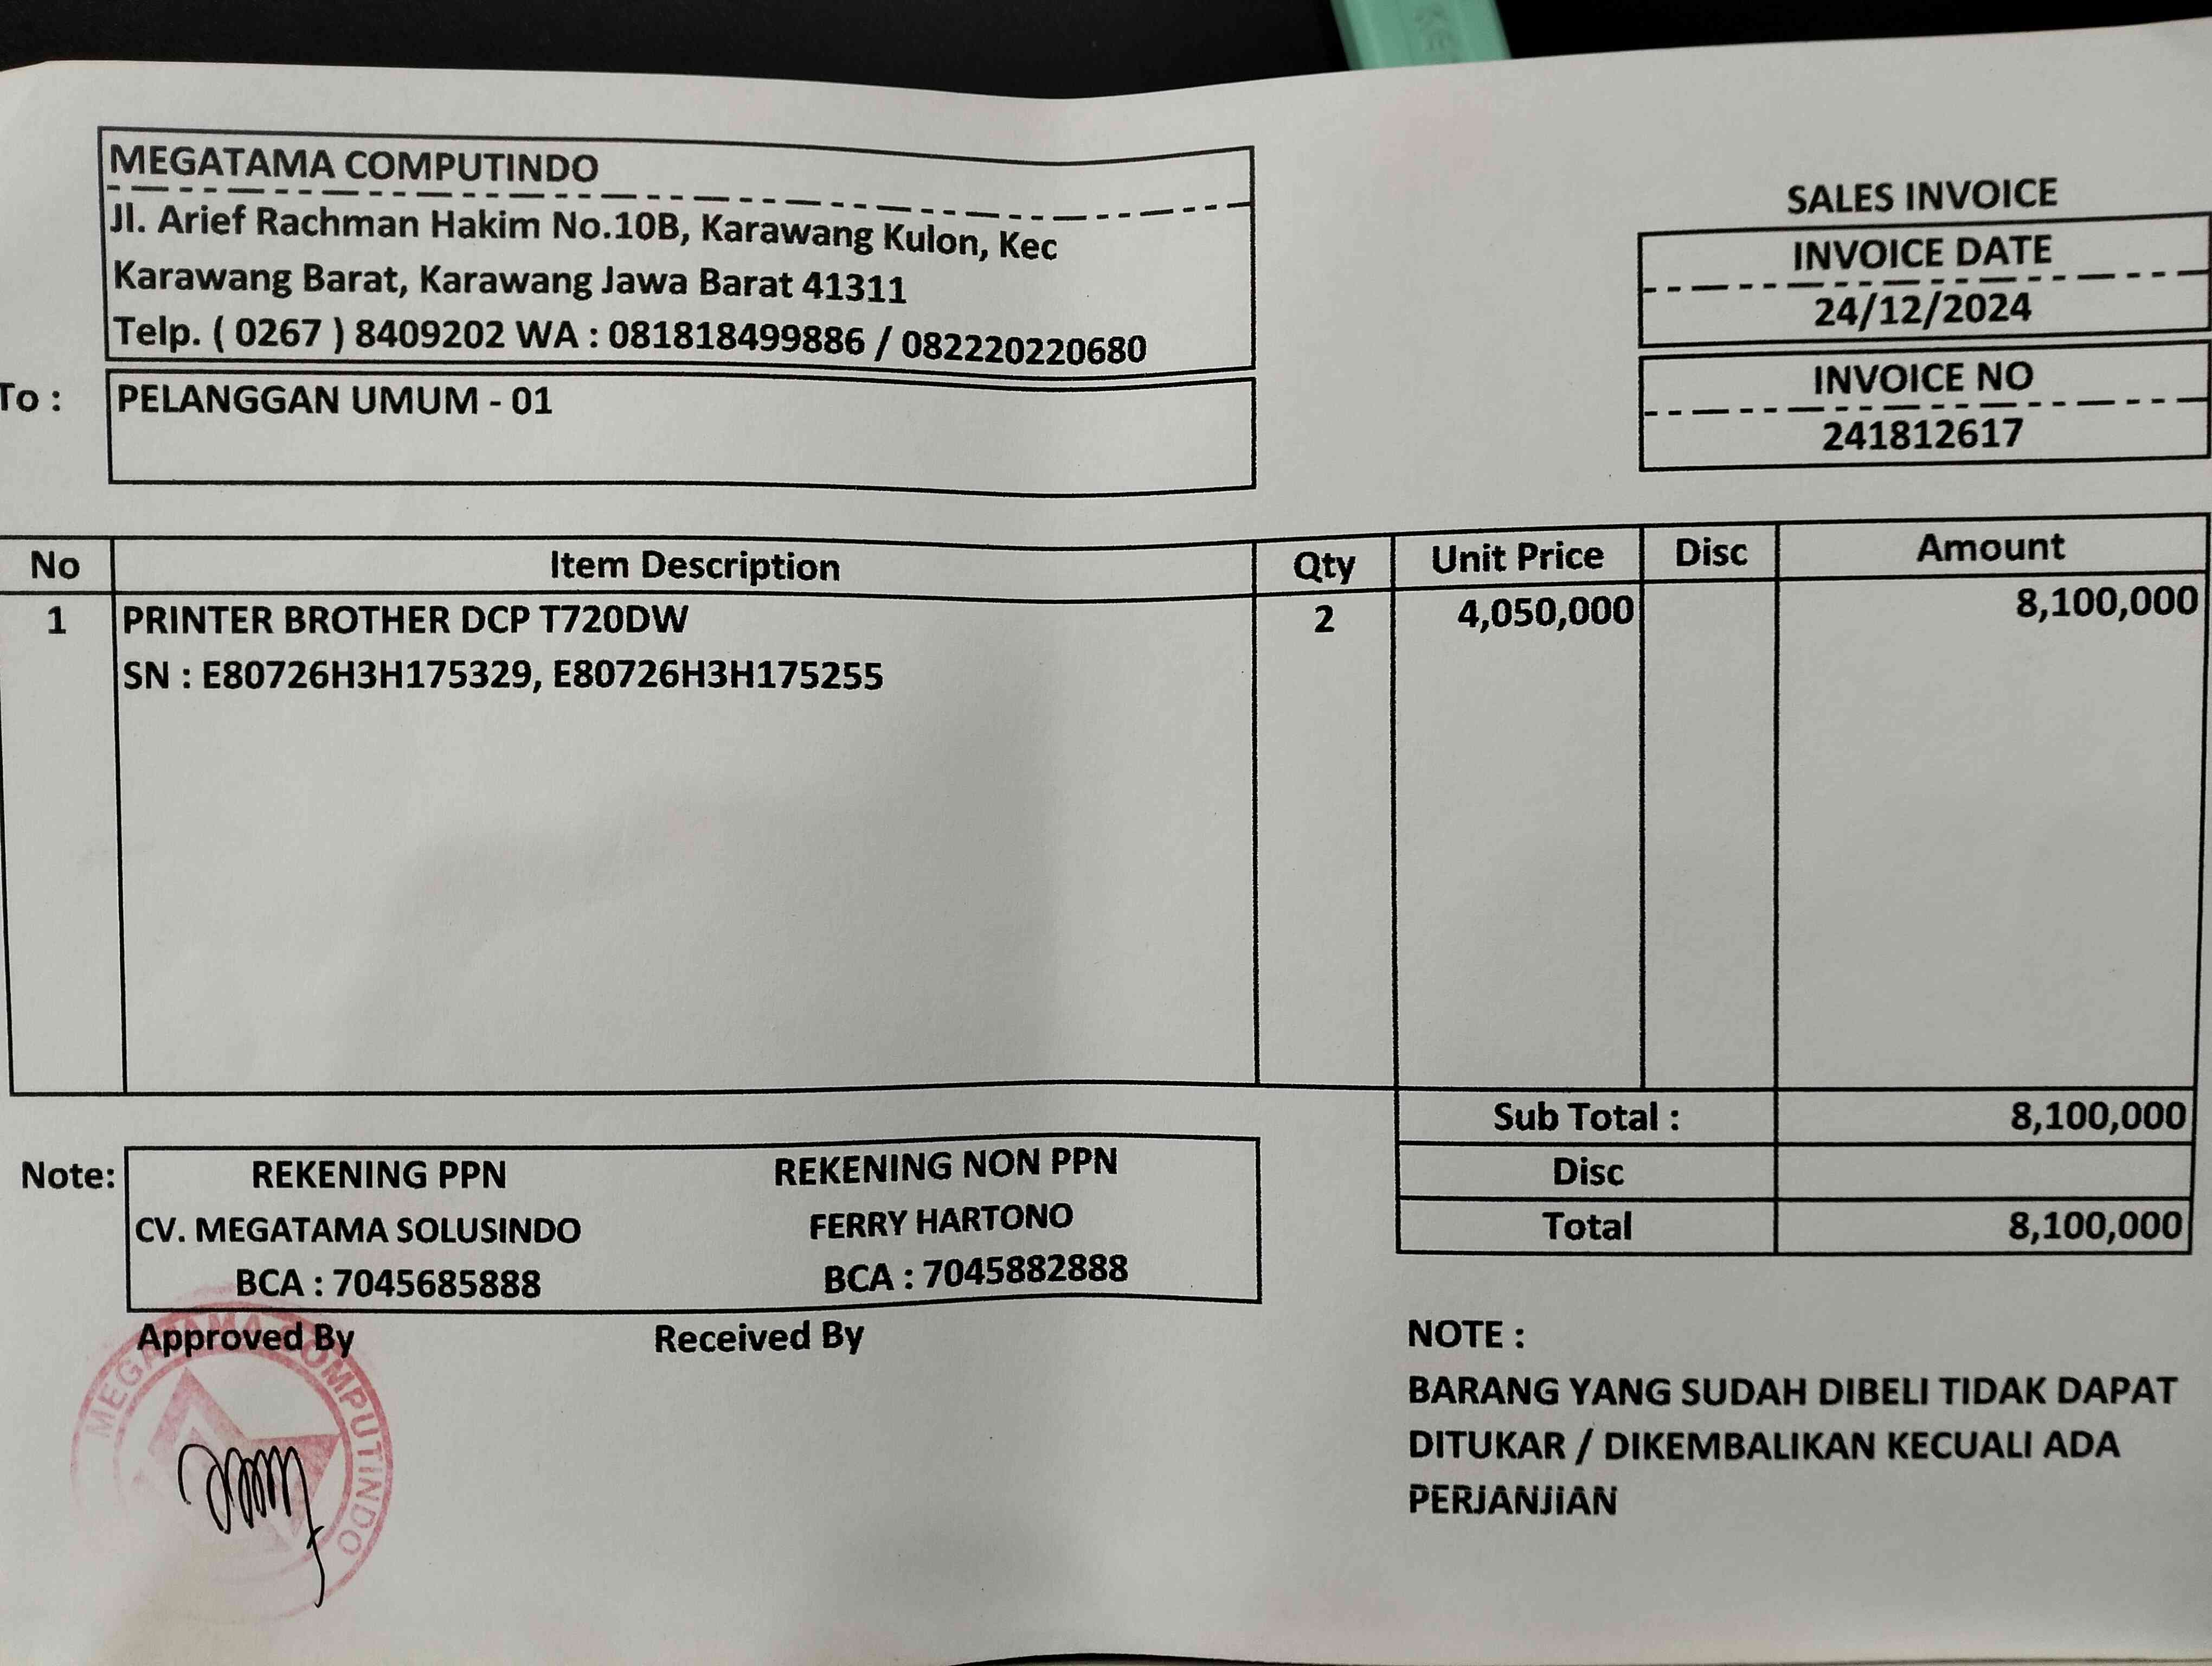 MEGATAMA COMPUTINDO
Jl. Arief Rachman Hakim No.10B, Karawang Kulon, Kec
Karawang Barat, Karawang Jawa Barat 41311
Telp. ( 0267 ) 8409202 WA : 081818499886 / 082220220680
To : PELANGGAN UMUM - 01
SALES INVOICE
INVOICE DATE
24/12/2024
INVOICE NO
241812617
No Item Description Qty Unit Price Disc Amount
1 PRINTER BROTHER DCP T720DW 2 4,050,000 8,100,000
SN : E80726H3H175329, E80726H3H175255
Sub Total : 8,100,000
Disc
Total 8,100,000
Note: REKENING PPN REKENING NON PPN
CV. MEGATAMA SOLUSINDO FERRY HARTONO
BCA : 7045685888 BCA : 7045882888
Approved By Received By
MEGATAMA COMPUTINDO
NOTE :
BARANG YANG SUDAH DIBELI TIDAK DAPAT
DITUKAR / DIKEMBALIKAN KECUALI ADA
PERJANJIAN